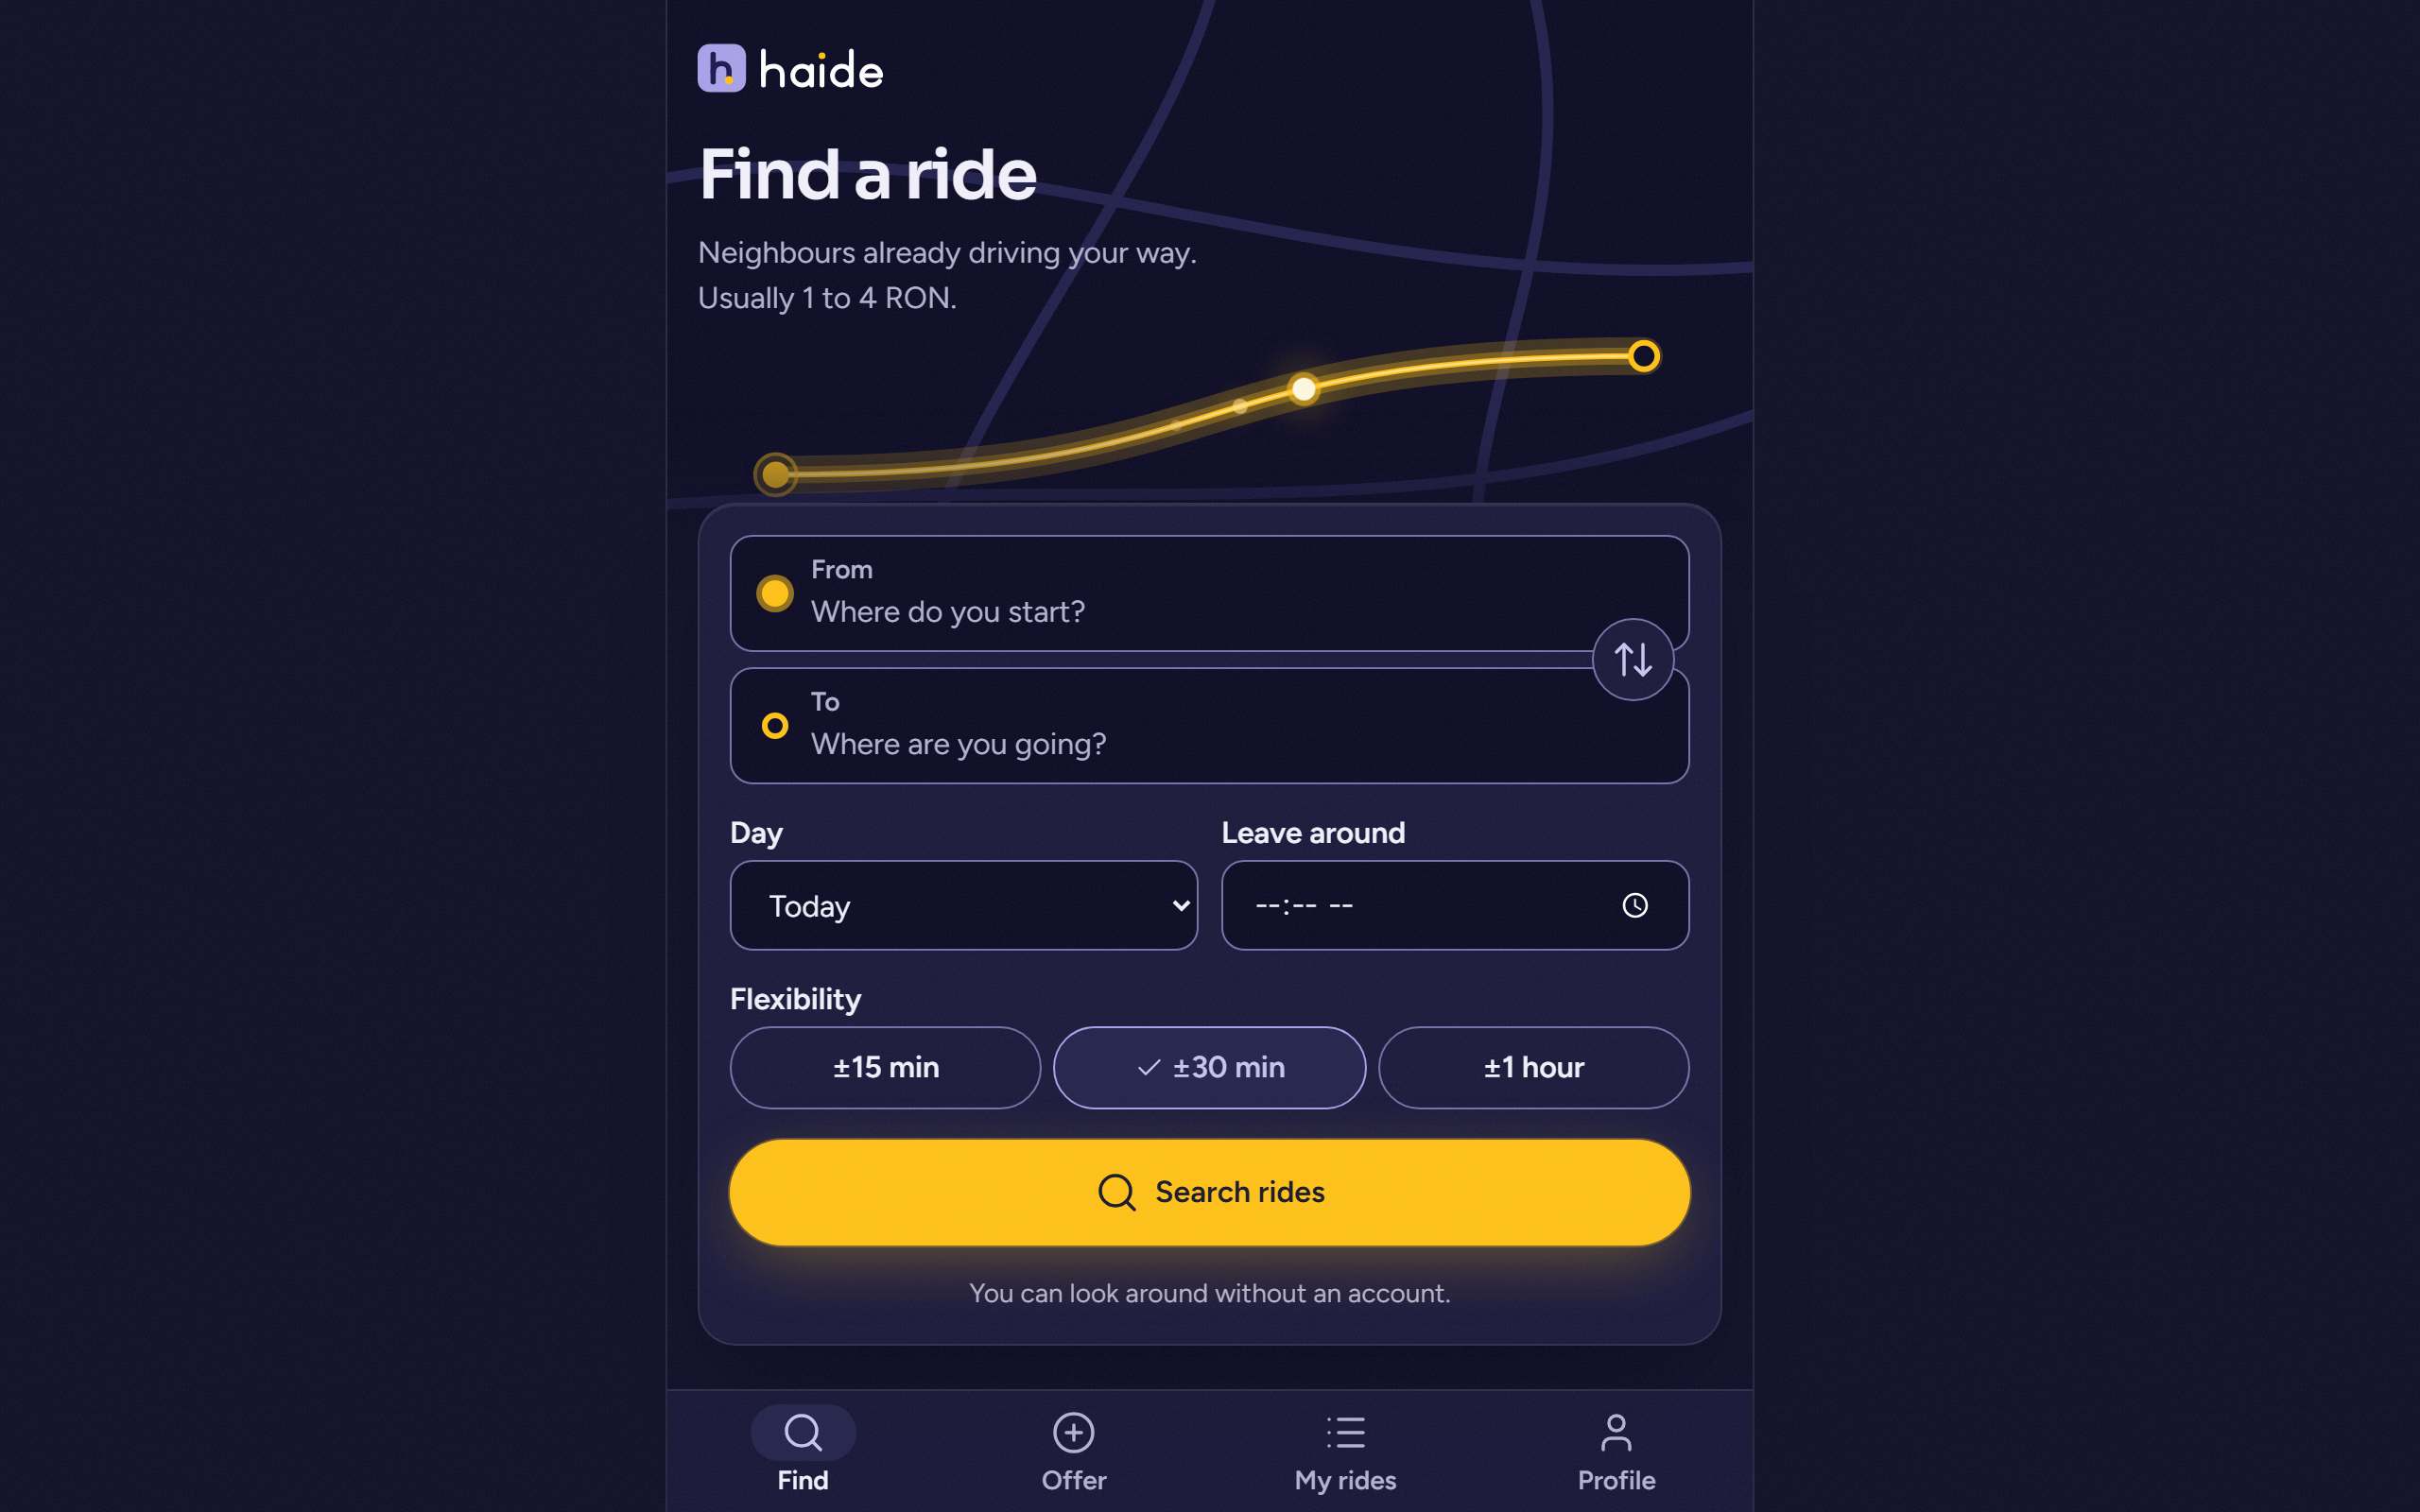 haide
Find a ride
Neighbours already driving your way.
Usually 1 to 4 RON.
From
Where do you start?
To
Where are you going?
Day
Leave around
Today
--:-- --
Flexibility
±15 min
±30 min
±1 hour
Search rides
You can look around without an account.
Find
Offer
My rides
Profile